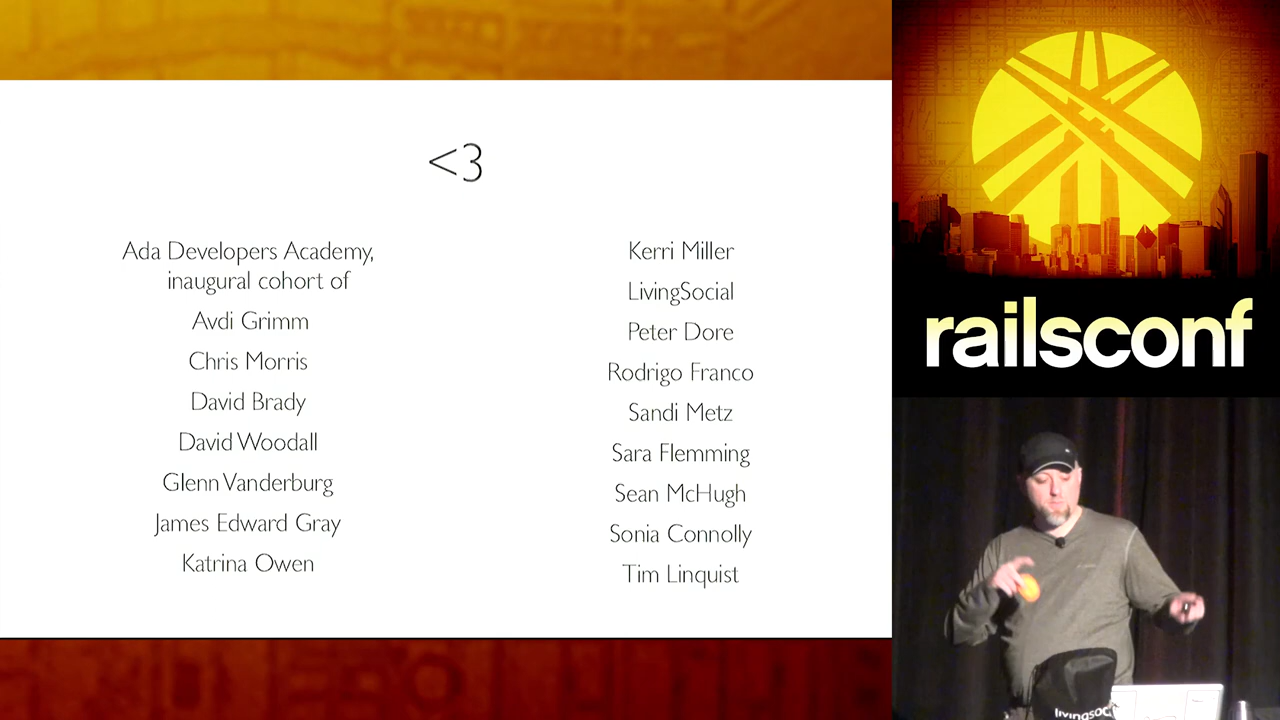 <3
Ada Developers Academy,
inaugural cohort of
Avdi Grimm
Chris Morris
David Brady
David Woodall
Glenn Vanderburg
James Edward Gray
Katrina Owen
Kerri Miller
LivingSocial
Peter Dore
Rodrigo Franco
Sandi Metz
Sara Flemming
Sean McHugh
Sonia Connolly
Tim Linquist
railsconf
livingsoc